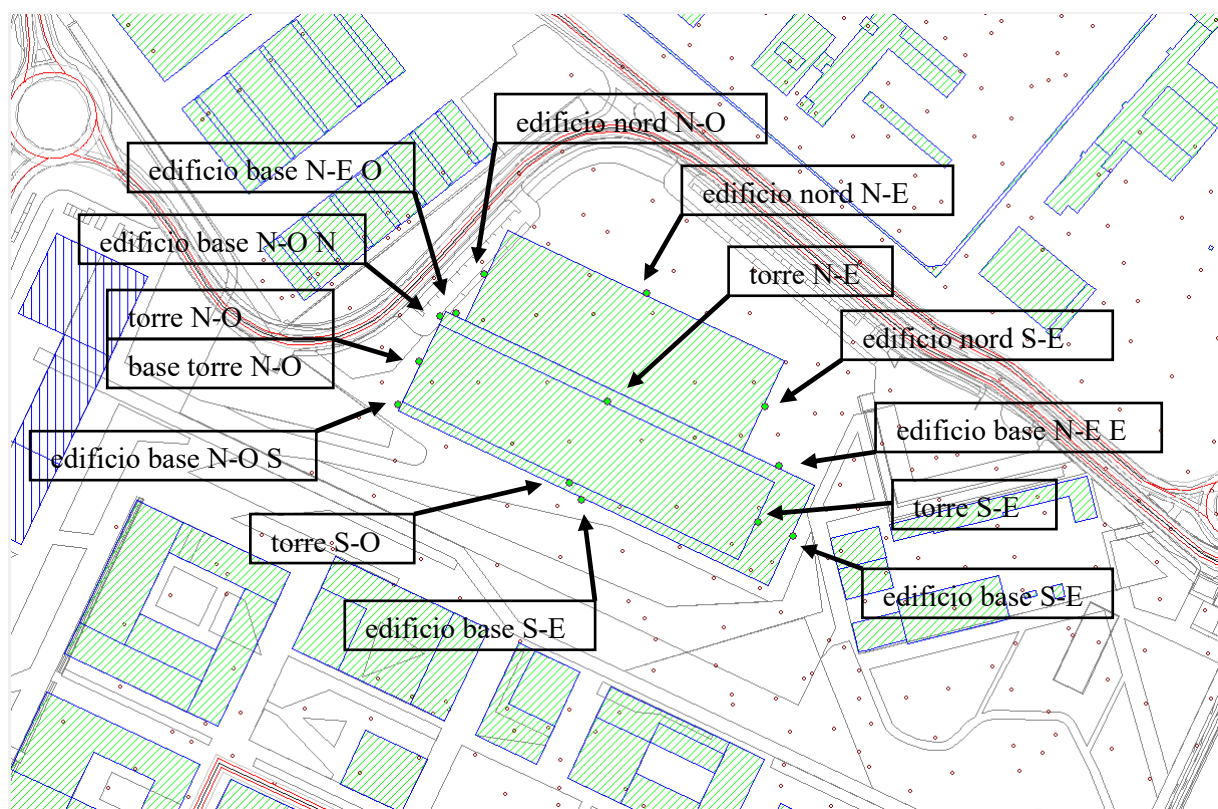 edificio nord N-O
edificio base N-E O
edificio nord N-E
edificio base N-O N
torre N-E
torre N-O
edificio nord S-E
base torre N-O
edificio base N-E E
edificio base N-O S
torre S-E
torre S-O
edificio base S-E
edificio base S-E